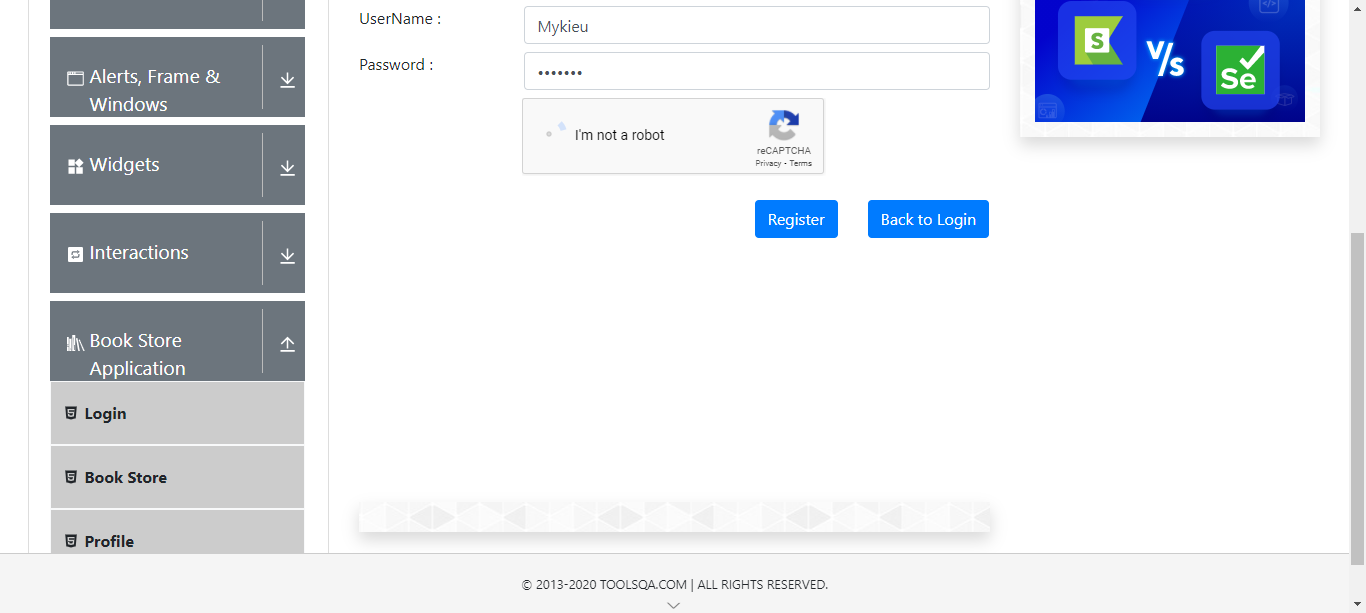 Alerts, Frame &
Windows
Widgets
Interactions
Book Store
Application
Login
Book Store
Profile
UserName :
Mykieu
Password :
•••••••
I'm not a robot
reCAPTCHA
Privacy - Terms
Register
Back to Login
S
V/s
Se
© 2013-2020 TOOLSQA.COM | ALL RIGHTS RESERVED.